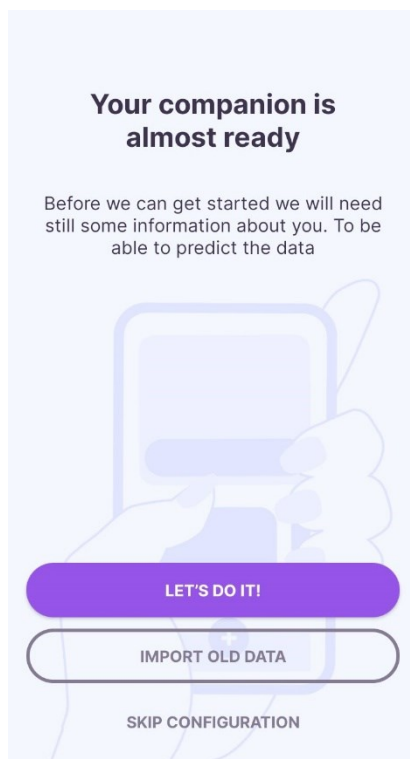 Your companion is
almost ready
Before we can get started we will need
still some information about you. To be
able to predict the data
LET'S DO IT!
IMPORT OLD DATA
SKIP CONFIGURATION